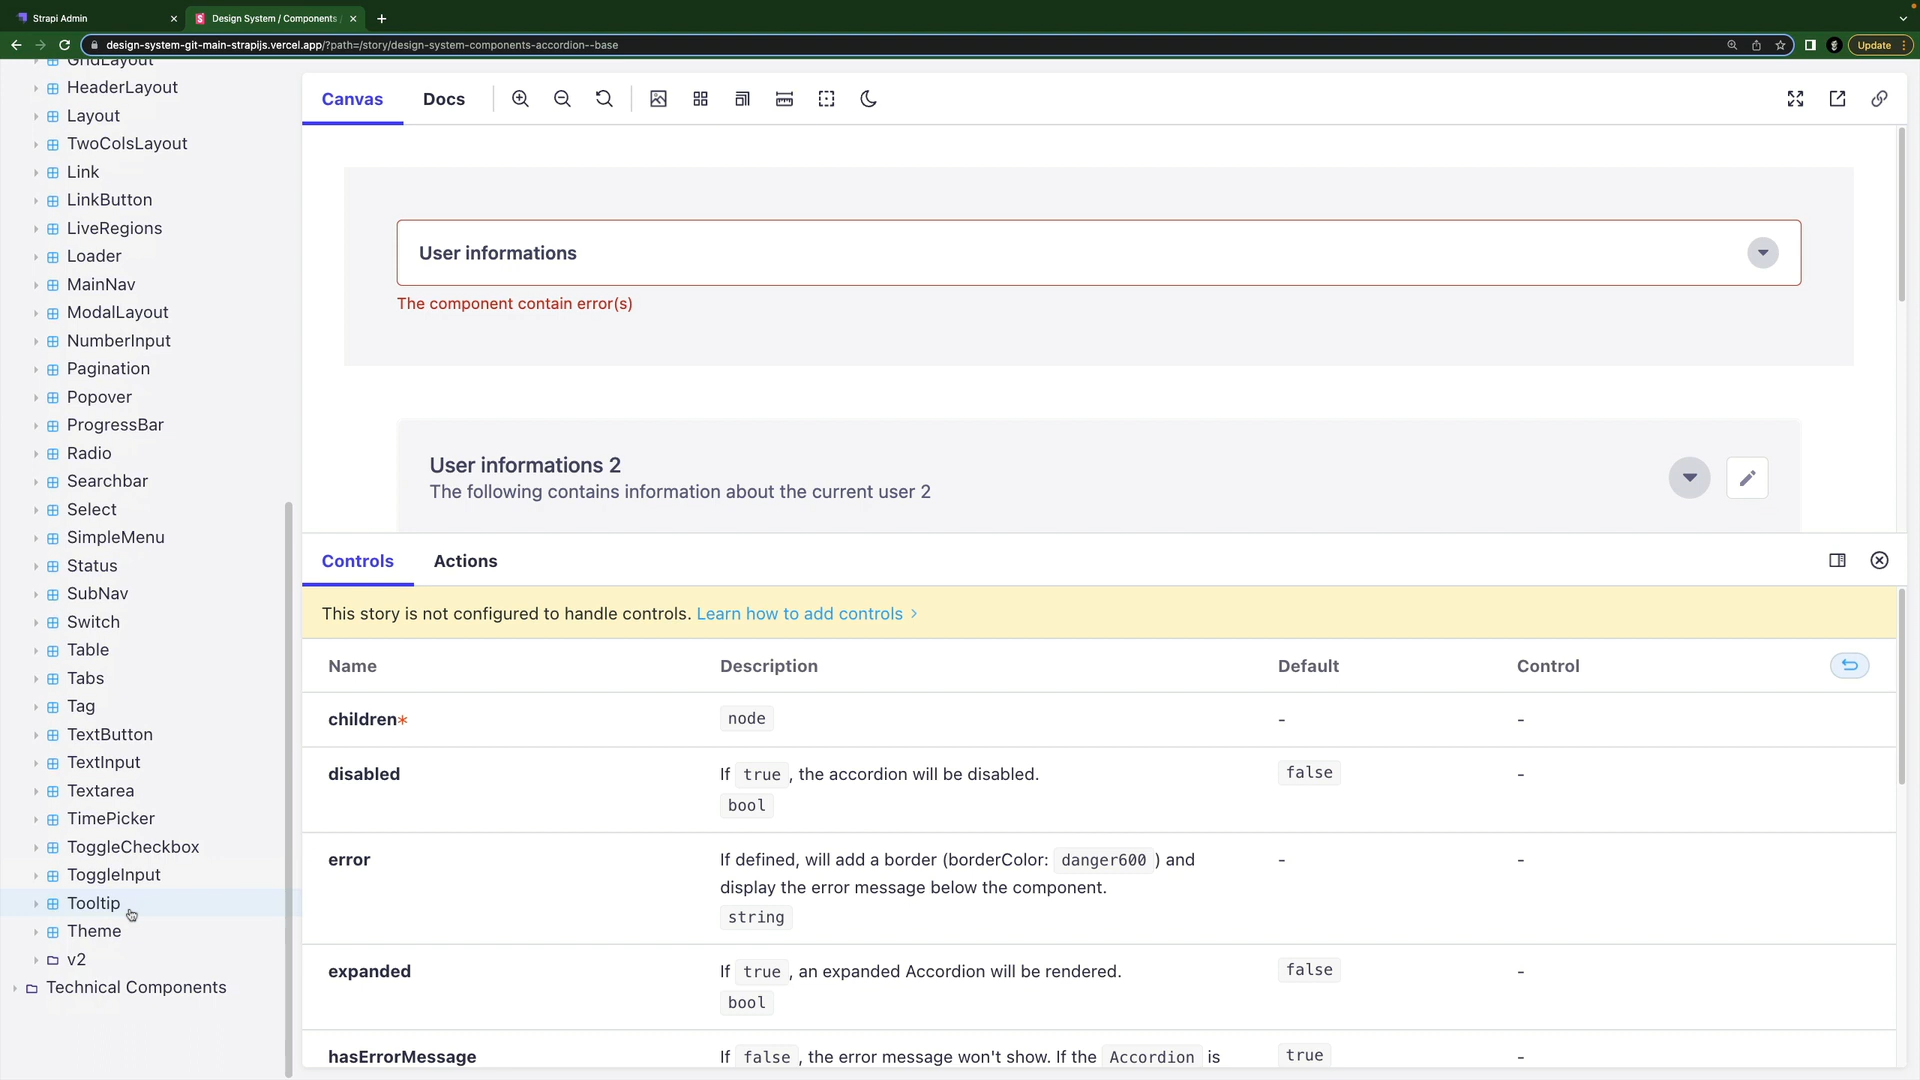 Strapi Admin
Design System / Components /
design-system-git-main-strapijs.vercel.app/?path=/story/design-system-components-accordion--base
Update
GridLayout
HeaderLayout
Layout
TwoColsLayout
Link
LinkButton
LiveRegions
Loader
MainNav
ModalLayout
NumberInput
Pagination
Popover
ProgressBar
Radio
Searchbar
Select
SimpleMenu
Status
SubNav
Switch
Table
Tabs
Tag
TextButton
TextInput
Textarea
TimePicker
ToggleCheckbox
ToggleInput
Tooltip
Theme
v2
Technical Components
Canvas Docs
User informations
The component contain error(s)
User informations 2
The following contains information about the current user 2
Controls Actions
This story is not configured to handle controls. Learn how to add controls
Name Description Default Control
children* node - -
disabled If true , the accordion will be disabled. false -
bool
error If defined, will add a border (borderColor: danger600 ) and - -
display the error message below the component.
string
expanded If true , an expanded Accordion will be rendered. false -
bool
hasErrorMessage If false , the error message won't show. If the Accordion is true -